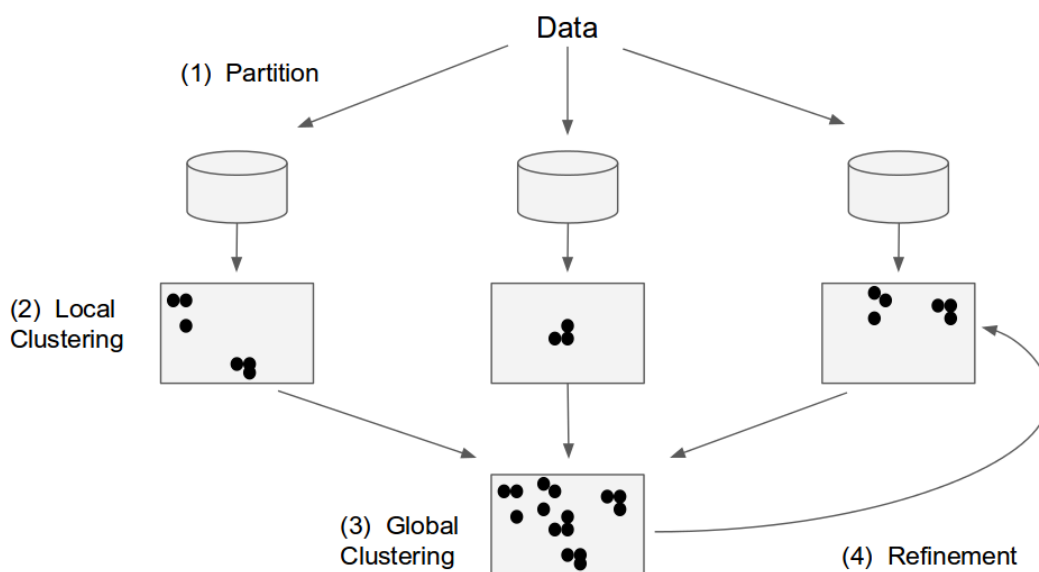 Data
(1) Partition
(2) Local
Clustering
(3) Global
Clustering
(4) Refinement